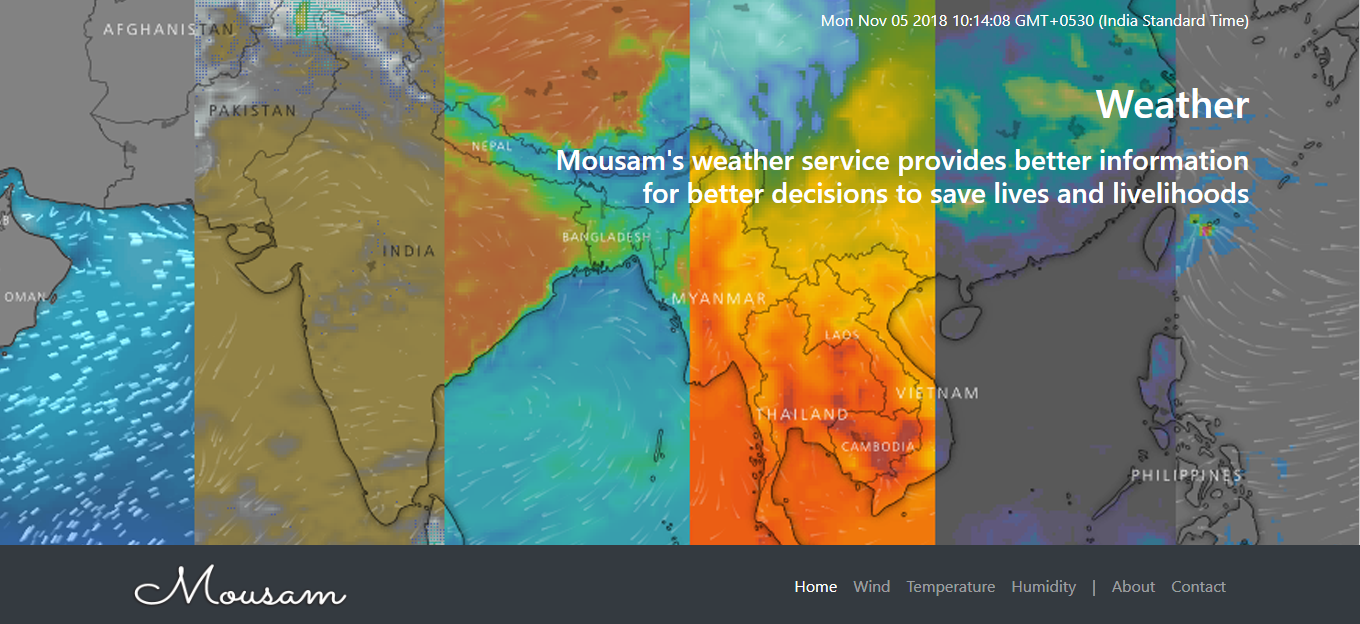 Mon Nov 05 2018 10:14:08 GMT+0530 (India Standard Time)
AFGHANISTAN
Weather
PAKISTAN
NEPAL
Mousam's weather service provides better information
for better decisions to save lives and livelihoods
BANGLADESH
INDIA
OMAN
MYANMAR
LAOS
VIETNAM
THAILAND
CAMBODIA
PHILIPPINES
Mousam
Home Wind Temperature Humidity | About Contact